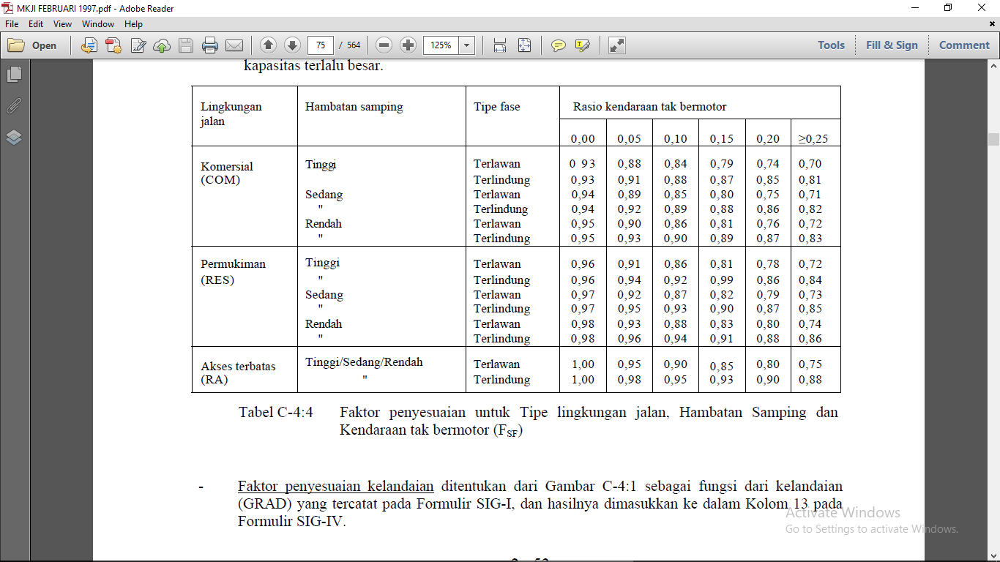 MKJI FEBRUARI 1997.pdf - Adobe Reader
File Edit View Window Help
Open 75 / 564 125% Tools Fill & Sign Comment
kapasitas terlalu besar.
Lingkungan jalan Hambatan samping Tipe fase Rasio kendaraan tak bermotor
0,00 0,05 0,10 0,15 0,20 ≥0,25
Komersial (COM) Tinggi Terlawan 0 93 0,88 0,84 0,79 0,74 0,70
Terlindung 0,93 0,91 0,88 0,87 0,85 0,81
Sedang Terlawan 0,94 0,89 0,85 0,80 0,75 0,71
" Terlindung 0,94 0,92 0,89 0,88 0,86 0,82
Rendah Terlawan 0,95 0,90 0,86 0,81 0,76 0,72
" Terlindung 0,95 0,93 0,90 0,89 0,87 0,83
Permukiman Tinggi Terlawan 0,96 0,91 0,86 0,81 0,78 0,72
(RES) " Terlindung 0,96 0,94 0,92 0,99 0,86 0,84
Sedang Terlawan 0,97 0,92 0,87 0,82 0,79 0,73
" Terlindung 0,97 0,95 0,93 0,90 0,87 0,85
Rendah Terlawan 0,98 0,93 0,88 0,83 0,80 0,74
" Terlindung 0,98 0,96 0,94 0,91 0,88 0,86
Akses terbatas Tinggi/Sedang/Rendah Terlawan 1,00 0,95 0,90 0,85 0,80 0,75
(RA) " Terlindung 1,00 0,98 0,95 0,93 0,90 0,88
Tabel C-4:4 Faktor penyesuaian untuk Tipe lingkungan jalan, Hambatan Samping dan
Kendaraan tak bermotor (FSF)
- Faktor penyesuaian kelandaian ditentukan dari Gambar C-4:1 sebagai fungsi dari kelandaian
(GRAD) yang tercatat pada Formulir SIG-I, dan hasilnya dimasukkan ke dalam Kolom 13 pada
Formulir SIG-IV.
Activate Windows
Go to Settings to activate Windows.